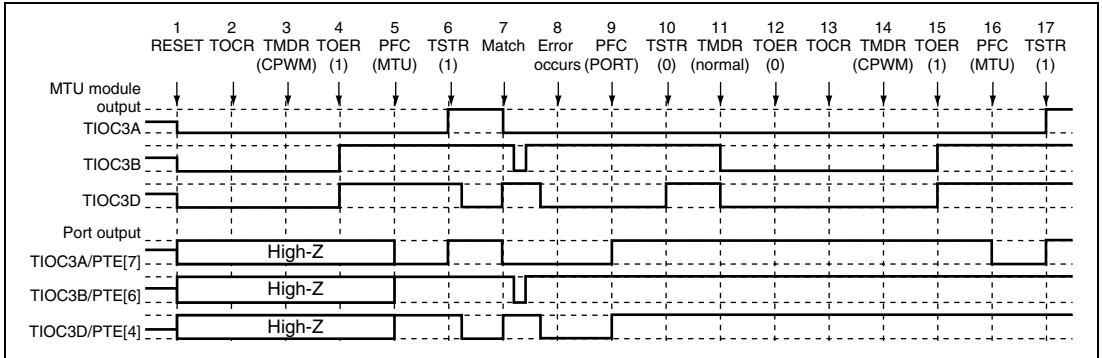 1 2 3 4 5 6 7 8 9 10 11 12 13 14 15 16 17
RESET TOCR TMDR TOER PFC TSTR Match Error PFC TSTR TMDR TOER TOCR TMDR TOER PFC TSTR
(CPWM) (1) (MTU) (1) occurs (PORT) (0) (normal) (0) (CPWM) (1) (MTU) (1)
MTU module
output
TIOC3A
TIOC3B
TIOC3D
Port output
TIOC3A/PTE[7] High-Z
TIOC3B/PTE[6] High-Z
TIOC3D/PTE[4] High-Z